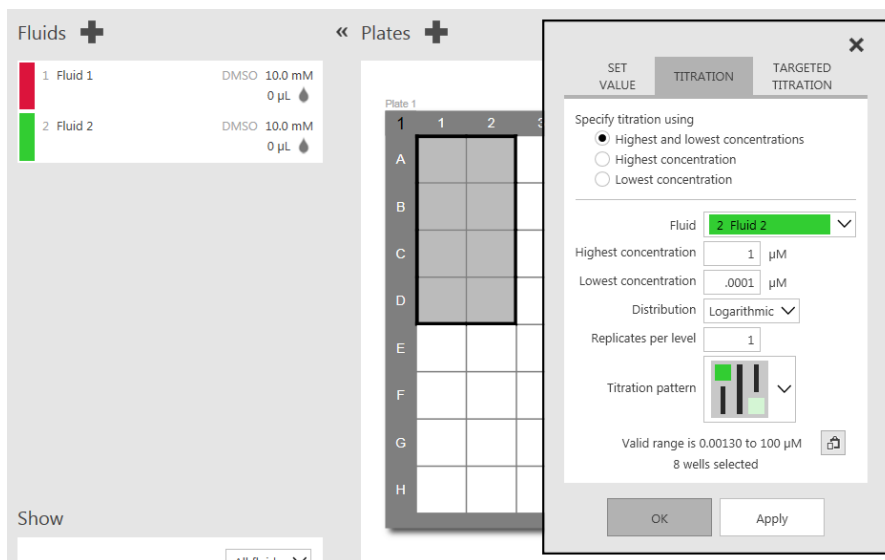 Fluids
1 Fluid 1 DMSO 10.0 mM
0 µL
2 Fluid 2 DMSO 10.0 mM
0 µL
Show
« Plates
Plate 1
1 1 2
A
B
C
D
E
F
G
H
SET VALUE
TITRATION
TARGETED TITRATION
Specify titration using
Highest and lowest concentrations
Highest concentration
Lowest concentration
Fluid 2 Fluid 2
Highest concentration 1 µM
Lowest concentration .0001 µM
Distribution Logarithmic
Replicates per level 1
Titration pattern
Valid range is 0.00130 to 100 µM
8 wells selected
OK Apply